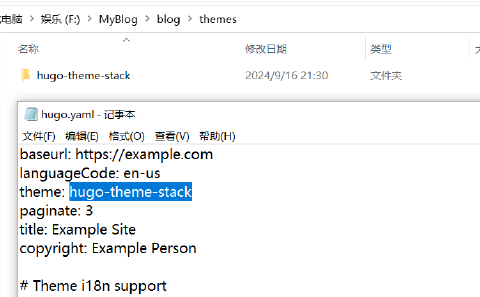 电脑 > 娱乐 (F:) > MyBlog > blog > themes
名称 修改日期 类型
hugo-theme-stack 2024/9/16 21:30 文件夹
hugo.yaml - 记事本
文件(F) 编辑(E) 格式(O) 查看(V) 帮助(H)
baseurl: https://example.com
languageCode: en-us
theme: hugo-theme-stack
paginate: 3
title: Example Site
copyright: Example Person
# Theme i18n support